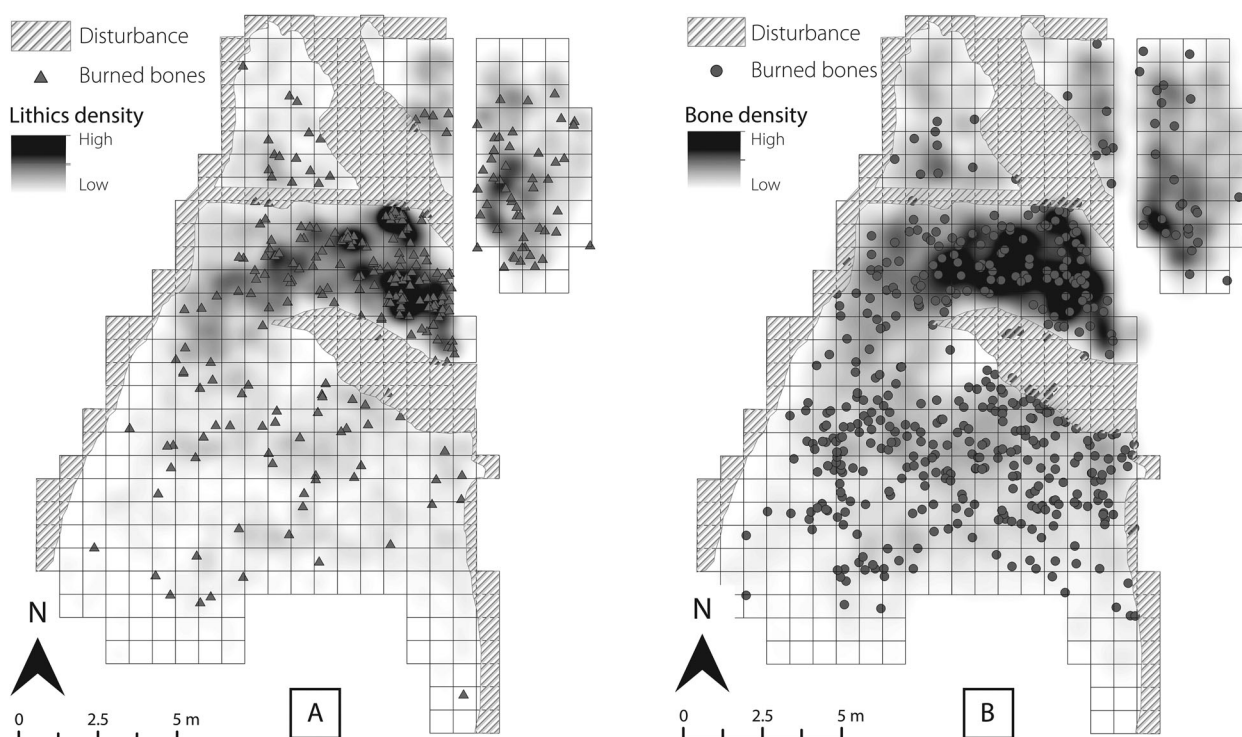 Disturbance
Burned bones
Lithics density
High
Low
N
0 2.5 5 m
A
Disturbance
Burned bones
Bone density
High
Low
N
0 2.5 5 m
B